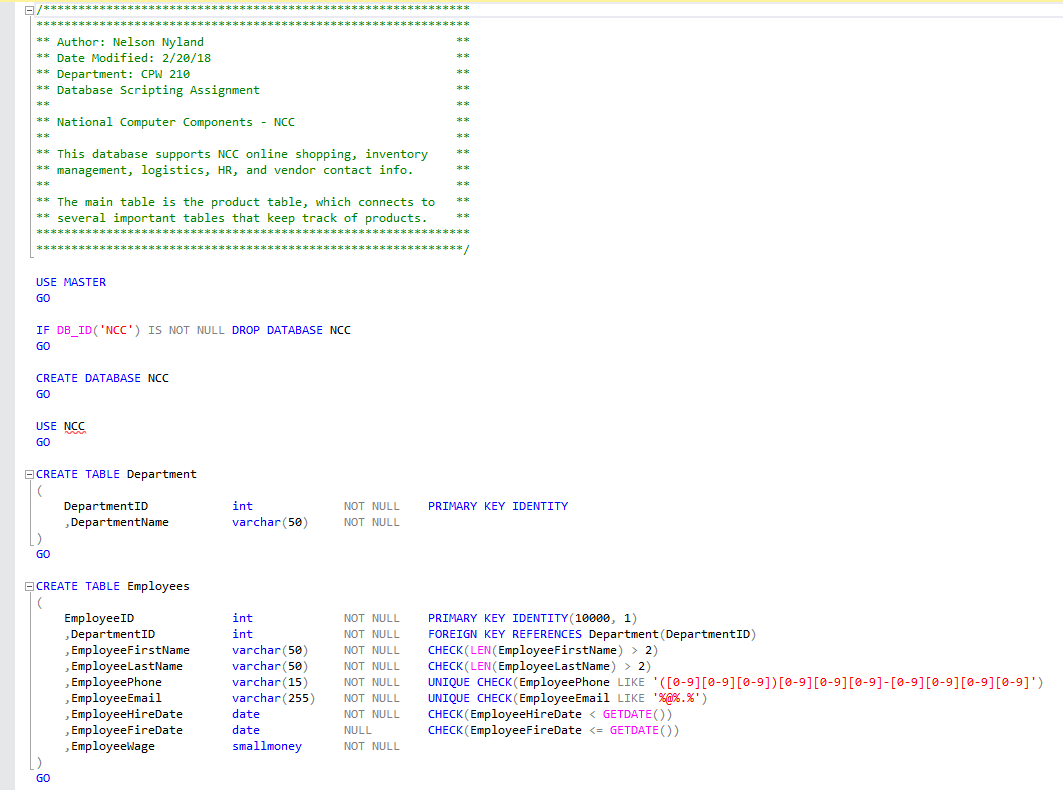 /*************************************************************
**************************************************************
** Author: Nelson Nyland **
** Date Modified: 2/20/18 **
** Department: CPW 210 **
** Database Scripting Assignment **
** **
** National Computer Components - NCC **
** **
** This database supports NCC online shopping, inventory **
** management, logistics, HR, and vendor contact info. **
** **
** The main table is the product table, which connects to **
** several important tables that keep track of products. **
**************************************************************
*************************************************************/
USE MASTER
GO
IF DB_ID('NCC') IS NOT NULL DROP DATABASE NCC
GO
CREATE DATABASE NCC
GO
USE NCC
GO
CREATE TABLE Department
(
DepartmentID int NOT NULL PRIMARY KEY IDENTITY
,DepartmentName varchar(50) NOT NULL
)
GO
CREATE TABLE Employees
(
EmployeeID int NOT NULL PRIMARY KEY IDENTITY(10000, 1)
,DepartmentID int NOT NULL FOREIGN KEY REFERENCES Department(DepartmentID)
,EmployeeFirstName varchar(50) NOT NULL CHECK(LEN(EmployeeFirstName) > 2)
,EmployeeLastName varchar(50) NOT NULL CHECK(LEN(EmployeeLastName) > 2)
,EmployeePhone varchar(15) NOT NULL UNIQUE CHECK(EmployeePhone LIKE '([0-9][0-9][0-9])[0-9][0-9][0-9]-[0-9][0-9][0-9][0-9]')
,EmployeeEmail varchar(255) NOT NULL UNIQUE CHECK(EmployeeEmail LIKE '%@%.%')
,EmployeeHireDate date NOT NULL CHECK(EmployeeHireDate < GETDATE())
,EmployeeFireDate date NULL CHECK(EmployeeFireDate <= GETDATE())
,EmployeeWage smallmoney NOT NULL
)
GO